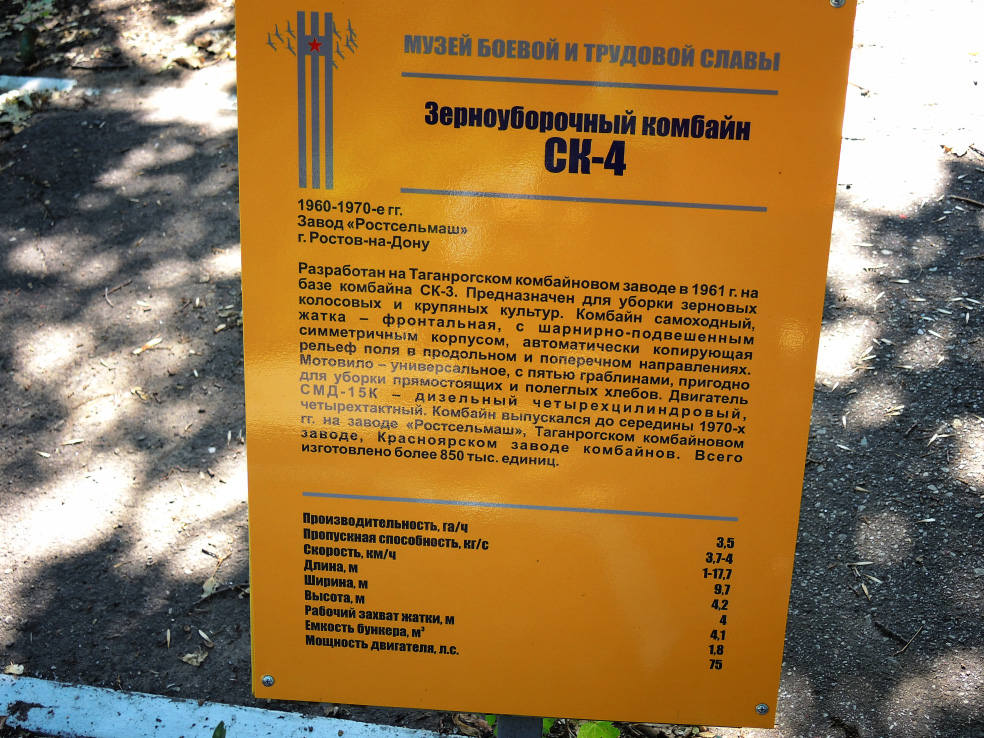 МУЗЕЙ БОЕВОЙ И ТРУДОВОЙ СЛАВЫ
Зерноуборочный комбайн
СК-4
1960-1970-е гг.
Завод «Ростсельмаш»
г. Ростов-на-Дону
Разработан на Таганрогском комбайновом заводе в 1961 г. на
базе комбайна СК-3. Предназначен для уборки зерновых
колосовых и крупяных культур. Комбайн самоходный,
жатка – фронтальная, с шарнирно-подвешенным
симметричным корпусом, автоматически копирующая
рельеф поля в продольном и поперечном направлениях.
Мотовило – универсальное, с пятью граблинами, пригодно
для уборки прямостоящих и полеглых хлебов. Двигатель
СМД-15К – дизельный четырехцилиндровый,
четырехтактный. Комбайн выпускался до середины 1970-х
гг. на заводе «Ростсельмаш», Таганрогском комбайновом
заводе, Красноярском заводе комбайнов. Всего
изготовлено более 850 тыс. единиц.
Производительность, га/ч 3,5
Пропускная способность, кг/с 3,7-4
Скорость, км/ч 1-17,7
Длина, м 9,7
Ширина, м 4,2
Высота, м 4
Рабочий захват жатки, м 4,1
Емкость бункера, м³ 1,8
Мощность двигателя, л.с. 75